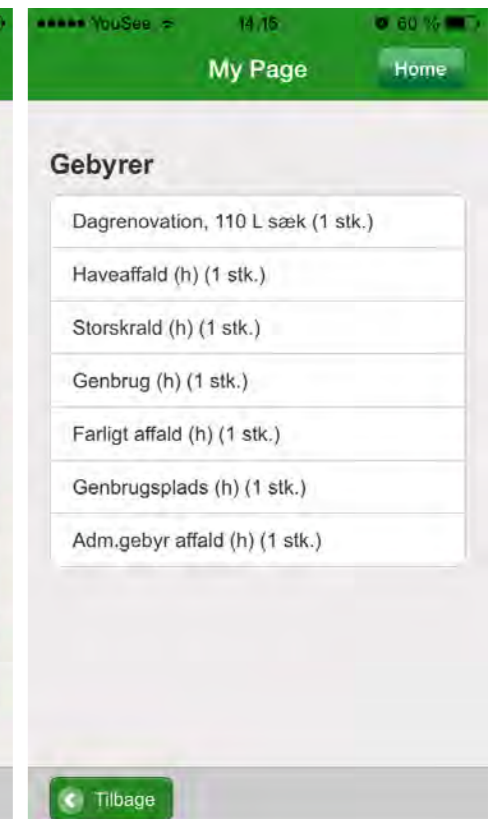 YouSee 14.15 60 %
My Page
Home
Gebyrer
Dagrenovation, 110 L sæk (1 stk.)
Haveaffald (h) (1 stk.)
Storskrald (h) (1 stk.)
Genbrug (h) (1 stk.)
Farligt affald (h) (1 stk.)
Genbrugsplads (h) (1 stk.)
Adm.gebyr affald (h) (1 stk.)
Tilbage